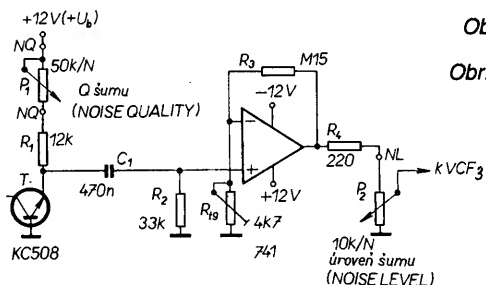 +12V(+Ub)
NQ
50k/N
P1
Q šumu
(NOISE QUALITY)
NQ
R1
12k
T.
KC508
C1
470n
R2
33k
R3
M15
-12V
-
+
+12V
Rt9
4k7
741
R4
220
NL
k VCF3
P2
10k/N
úroveň šumu
(NOISE LEVEL)
Ob
Obr.